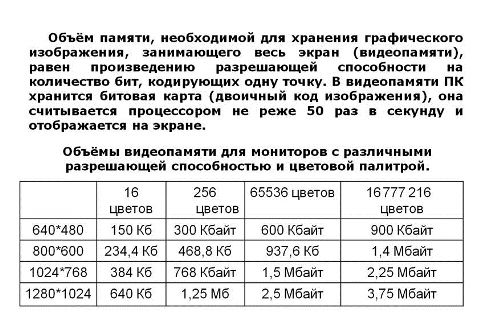 Объём памяти, необходимой для хранения графического
изображения, занимающего весь экран (видеопамяти),
равен произведению разрешающей способности на
количество бит, кодирующих одну точку. В видеопамяти ПК
хранится битовая карта (двоичный код изображения), она
считывается процессором не реже 50 раз в секунду и
отображается на экране.
Объёмы видеопамяти для мониторов с различными
разрешающей способностью и цветовой палитрой.
16 256 65536 цветов 16 777 216
цветов цветов цветов
640*480 150 Кб 300 Кбайт 600 Кбайт 900 Кбайт
800*600 234,4 Кб 468,8 Кб 937,6 Кб 1,4 Мбайт
1024*768 384 Кб 768 Кбайт 1,5 Мбайт 2,25 Мбайт
1280*1024 640 Кб 1,25 Мб 2,5 Мбайт 3,75 Мбайт